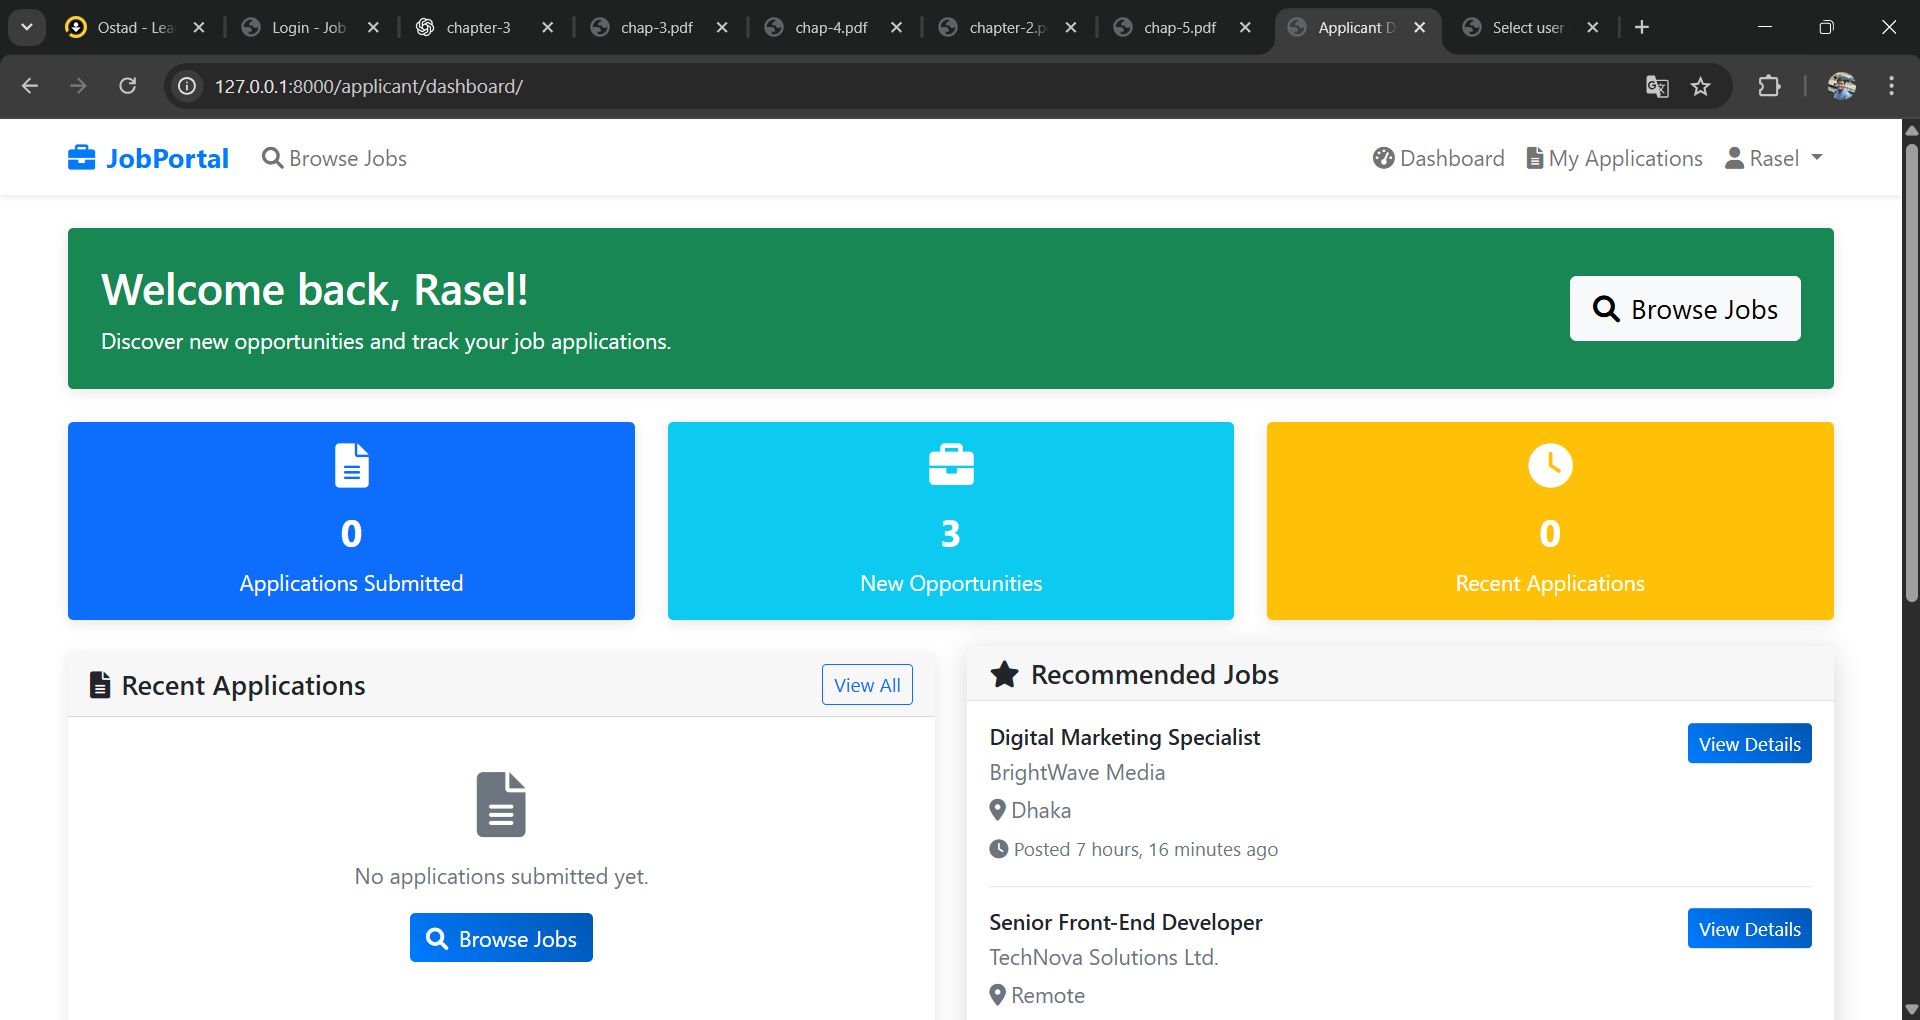 Ostad - Lea
Login - Job
chapter-3
chap-3.pdf
chap-4.pdf
chapter-2.p
chap-5.pdf
Applicant D
Select user
127.0.0.1:8000/applicant/dashboard/
JobPortal
Browse Jobs
Dashboard
My Applications
Rasel
Welcome back, Rasel!
Discover new opportunities and track your job applications.
Browse Jobs
0
Applications Submitted
3
New Opportunities
0
Recent Applications
Recent Applications
View All
No applications submitted yet.
Browse Jobs
Recommended Jobs
Digital Marketing Specialist
View Details
BrightWave Media
Dhaka
Posted 7 hours, 16 minutes ago
Senior Front-End Developer
View Details
TechNova Solutions Ltd.
Remote